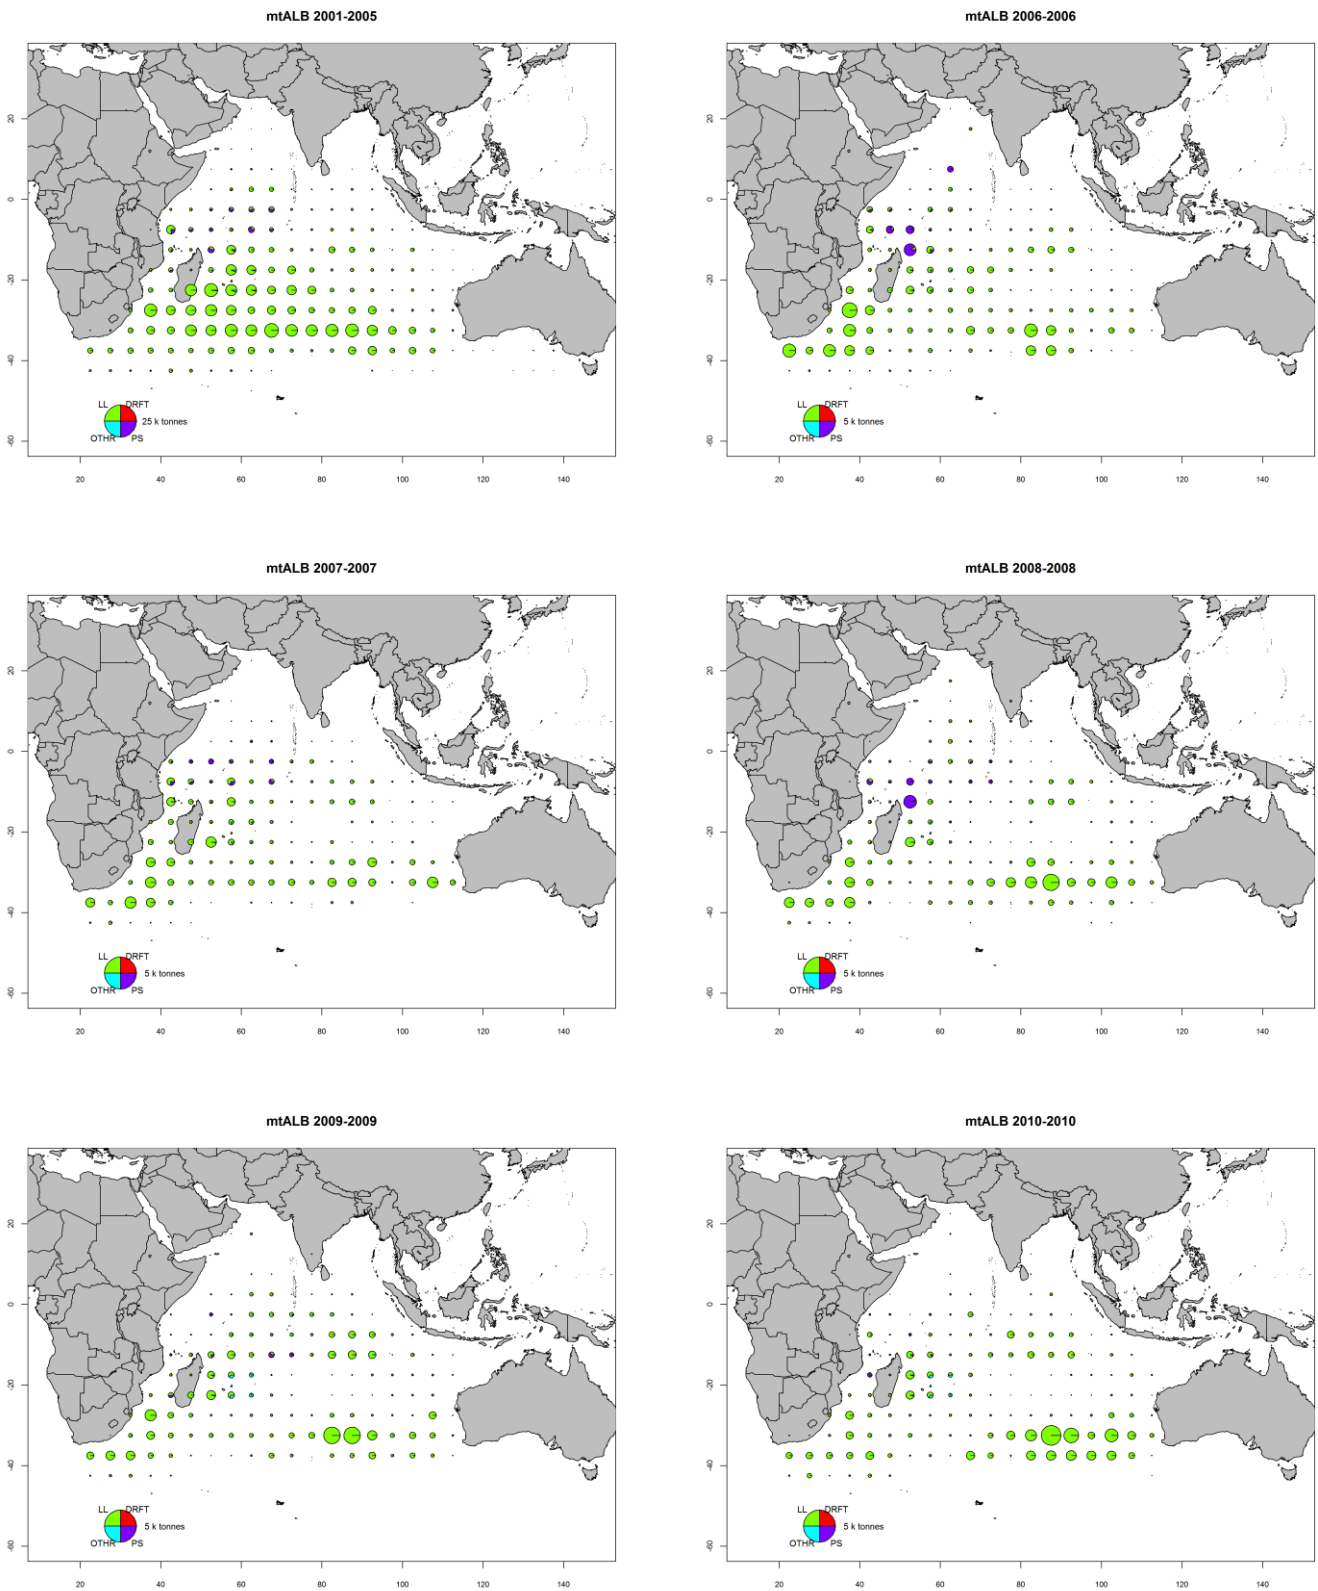 mtALB 2001-2005
20
0
-20
-40
-60
LL DRFT
25 k tonnes
OTHR PS
20 40 60 80 100 120 140
mtALB 2006-2006
20
0
-20
-40
-60
LL DRFT
5 k tonnes
OTHR PS
20 40 60 80 100 120 140
mtALB 2007-2007
20
0
-20
-40
-60
LL DRFT
5 k tonnes
OTHR PS
20 40 60 80 100 120 140
mtALB 2008-2008
20
0
-20
-40
-60
LL DRFT
5 k tonnes
OTHR PS
20 40 60 80 100 120 140
mtALB 2009-2009
20
0
-20
-40
-60
LL DRFT
5 k tonnes
OTHR PS
20 40 60 80 100 120 140
mtALB 2010-2010
20
0
-20
-40
-60
LL DRFT
5 k tonnes
OTHR PS
20 40 60 80 100 120 140